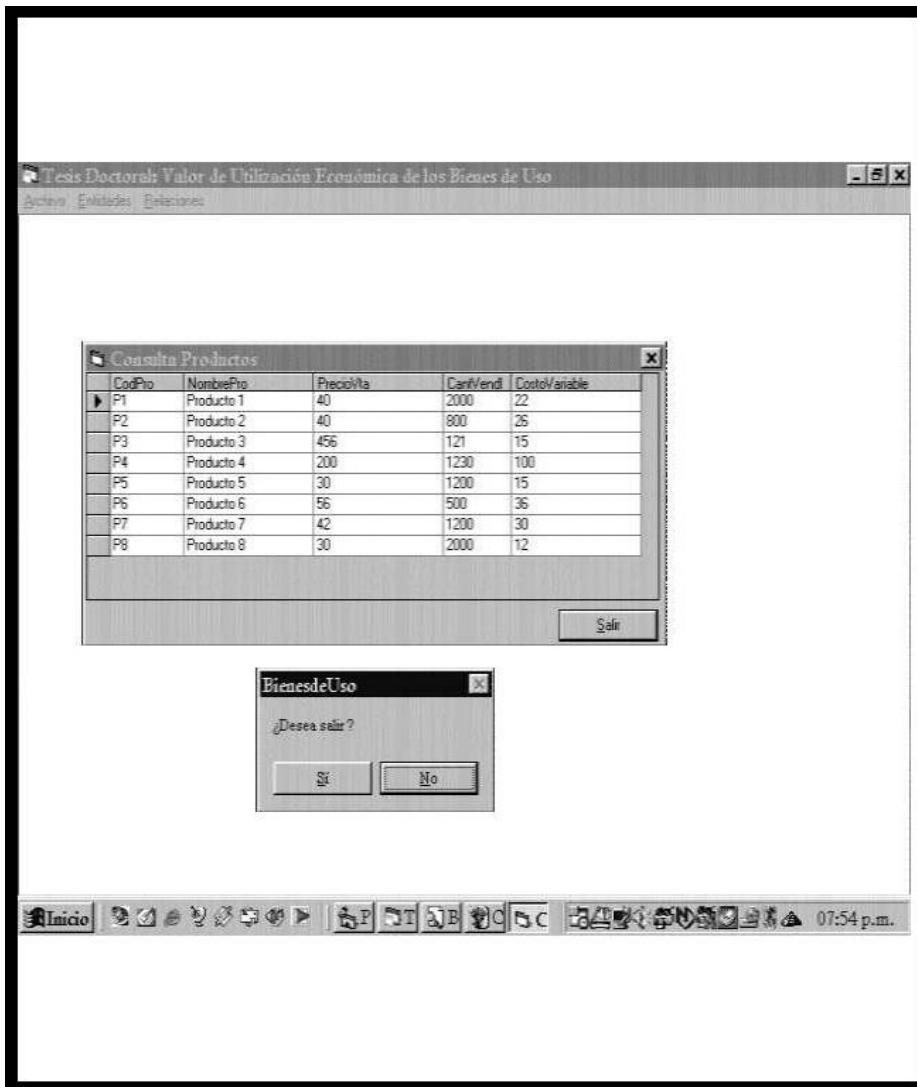 Tesis Doctoral: Valor de Utilización Económica de los Bienes de Uso
Archivo Entidades Relaciones
Consulta Productos
CodPro NombrePro PrecioVta CantVendi CostoVariable
P1 Producto 1 40 2000 22
P2 Producto 2 40 800 26
P3 Producto 3 456 121 15
P4 Producto 4 200 1230 100
P5 Producto 5 30 1200 15
P6 Producto 6 56 500 36
P7 Producto 7 42 1200 30
P8 Producto 8 30 2000 12
Salir
BienesdeUso
¿Desea salir?
Sí No
Inicio P T B C C 07:54 p.m.